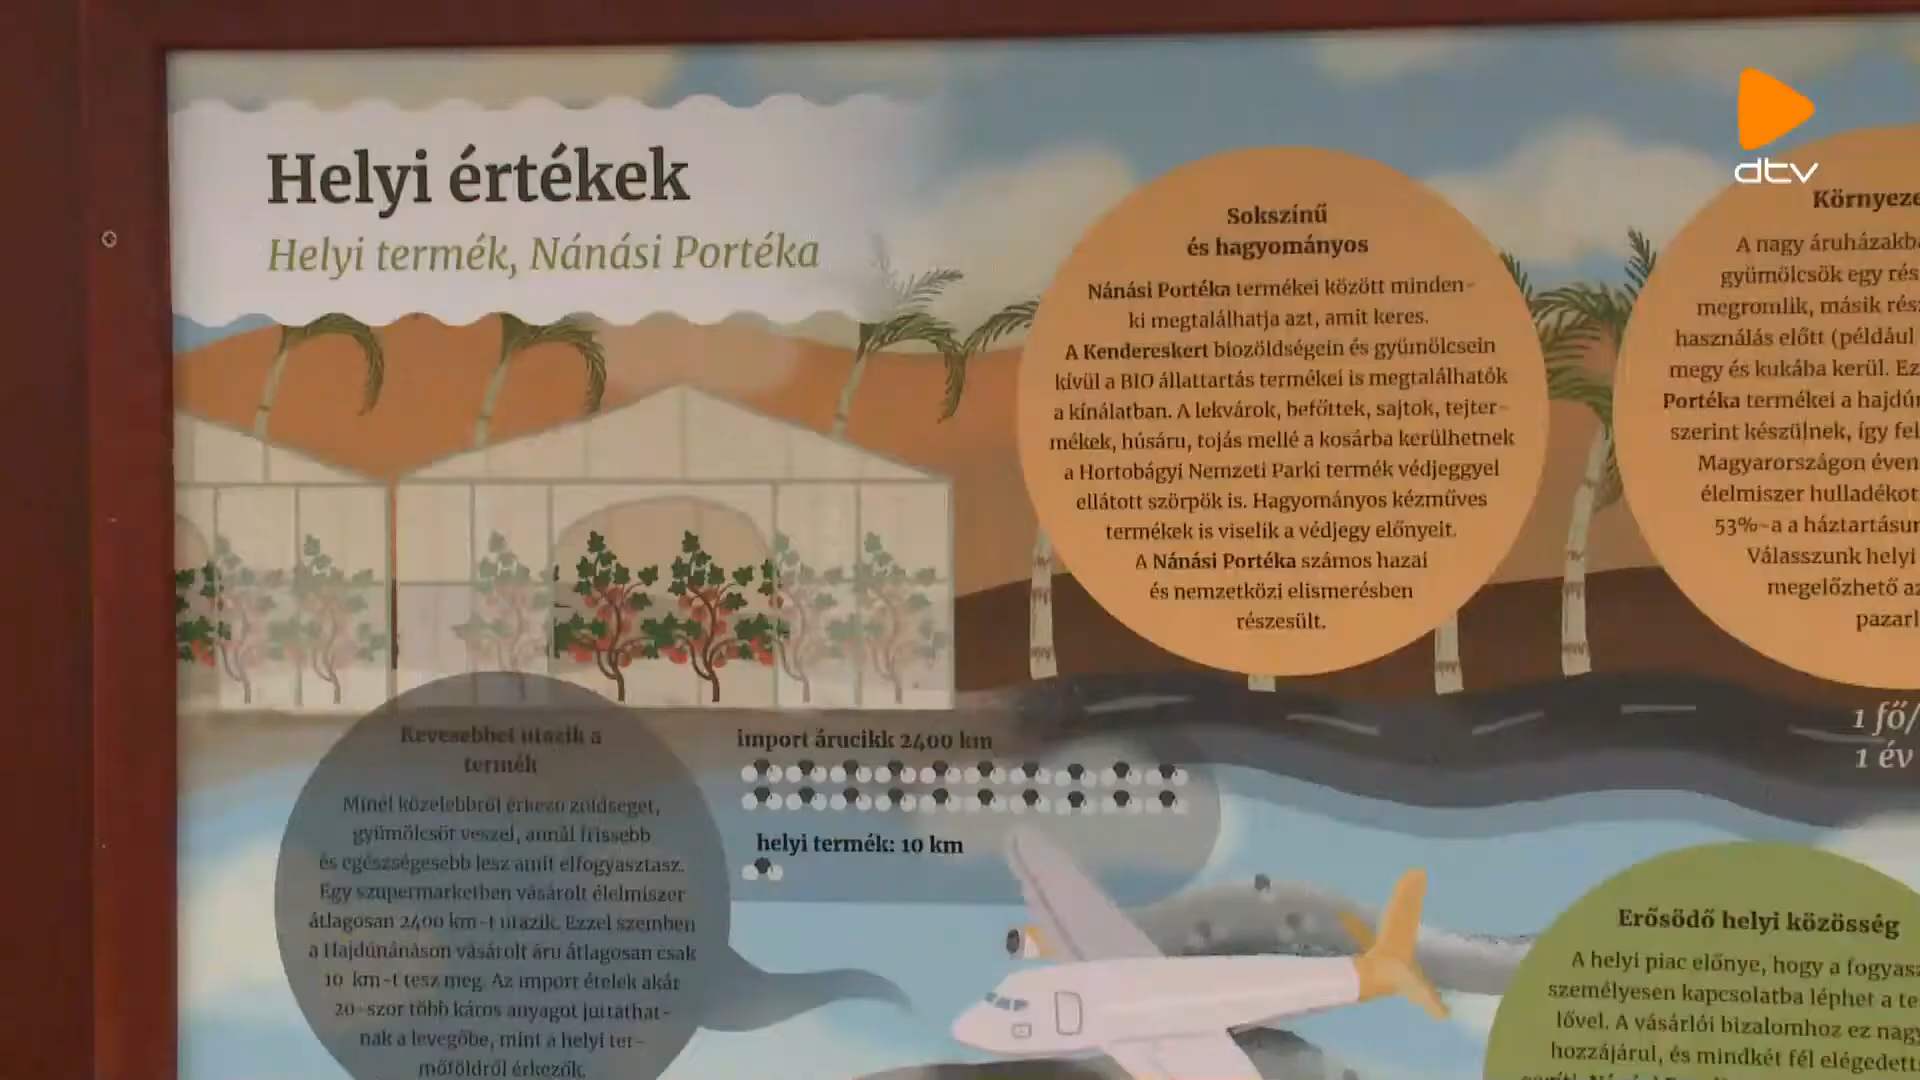 Helyi értékek
Helyi termék, Nánási Portéka
dtv
Sokszínű
és hagyományos
Nánási Portéka termékei között minden-
ki megtalálhatja azt, amit keres.
A Kendereskert biozöldségein és gyümölcsein
kívül a BIO állattartás termékei is megtalálhatók
a kínálatban. A lekvárok, befőttek, sajtok, tejter-
mékek, húsáru, tojás mellé a kosárba kerülhetnek
a Hortobágyi Nemzeti Parki termék védjeggyel
ellátott szörpök is. Hagyományos kézműves
termékek is viselik a védjegy előnyeit.
A Nánási Portéka számos hazai
és nemzetközi elismerésben
részesült.
Környeze
A nagy áruházakb
gyümölcsök egy rés
megromlik, másik rés
használás előtt (például
megy és kukába kerül. Ez
Portéka termékei a hajdú
szerint készülnek, így fel
Magyarországon éven
élelmiszer hulladékot
53%-a a háztartásun
Válasszunk helyi
megelőzhető az
pazarl
1 fő/
1 év
Kevesebbet utazik a
termék
Minél közelebbről érkező zöldséget,
gyümölcsöt veszel, annál frissebb
és egészségesebb lesz amit elfogyasztasz.
Egy szupermarketben vásárolt élelmiszer
átlagosan 2400 km-t utazik. Ezzel szemben
a Hajdúnánáson vásárolt áru átlagosan csak
10 km-t tesz meg. Az import ételek akár
20-szor több káros anyagot juttathat-
nak a levegőbe, mint a helyi ter-
mőföldről érkezők.
import árucikk 2400 km
helyi termék: 10 km
Erősödő helyi közösség
A helyi piac előnye, hogy a fogyasz
személyesen kapcsolatba léphet a te
lővel. A vásárlói bizalomhoz ez nagy
hozzájárul, és mindkét fél elégedett